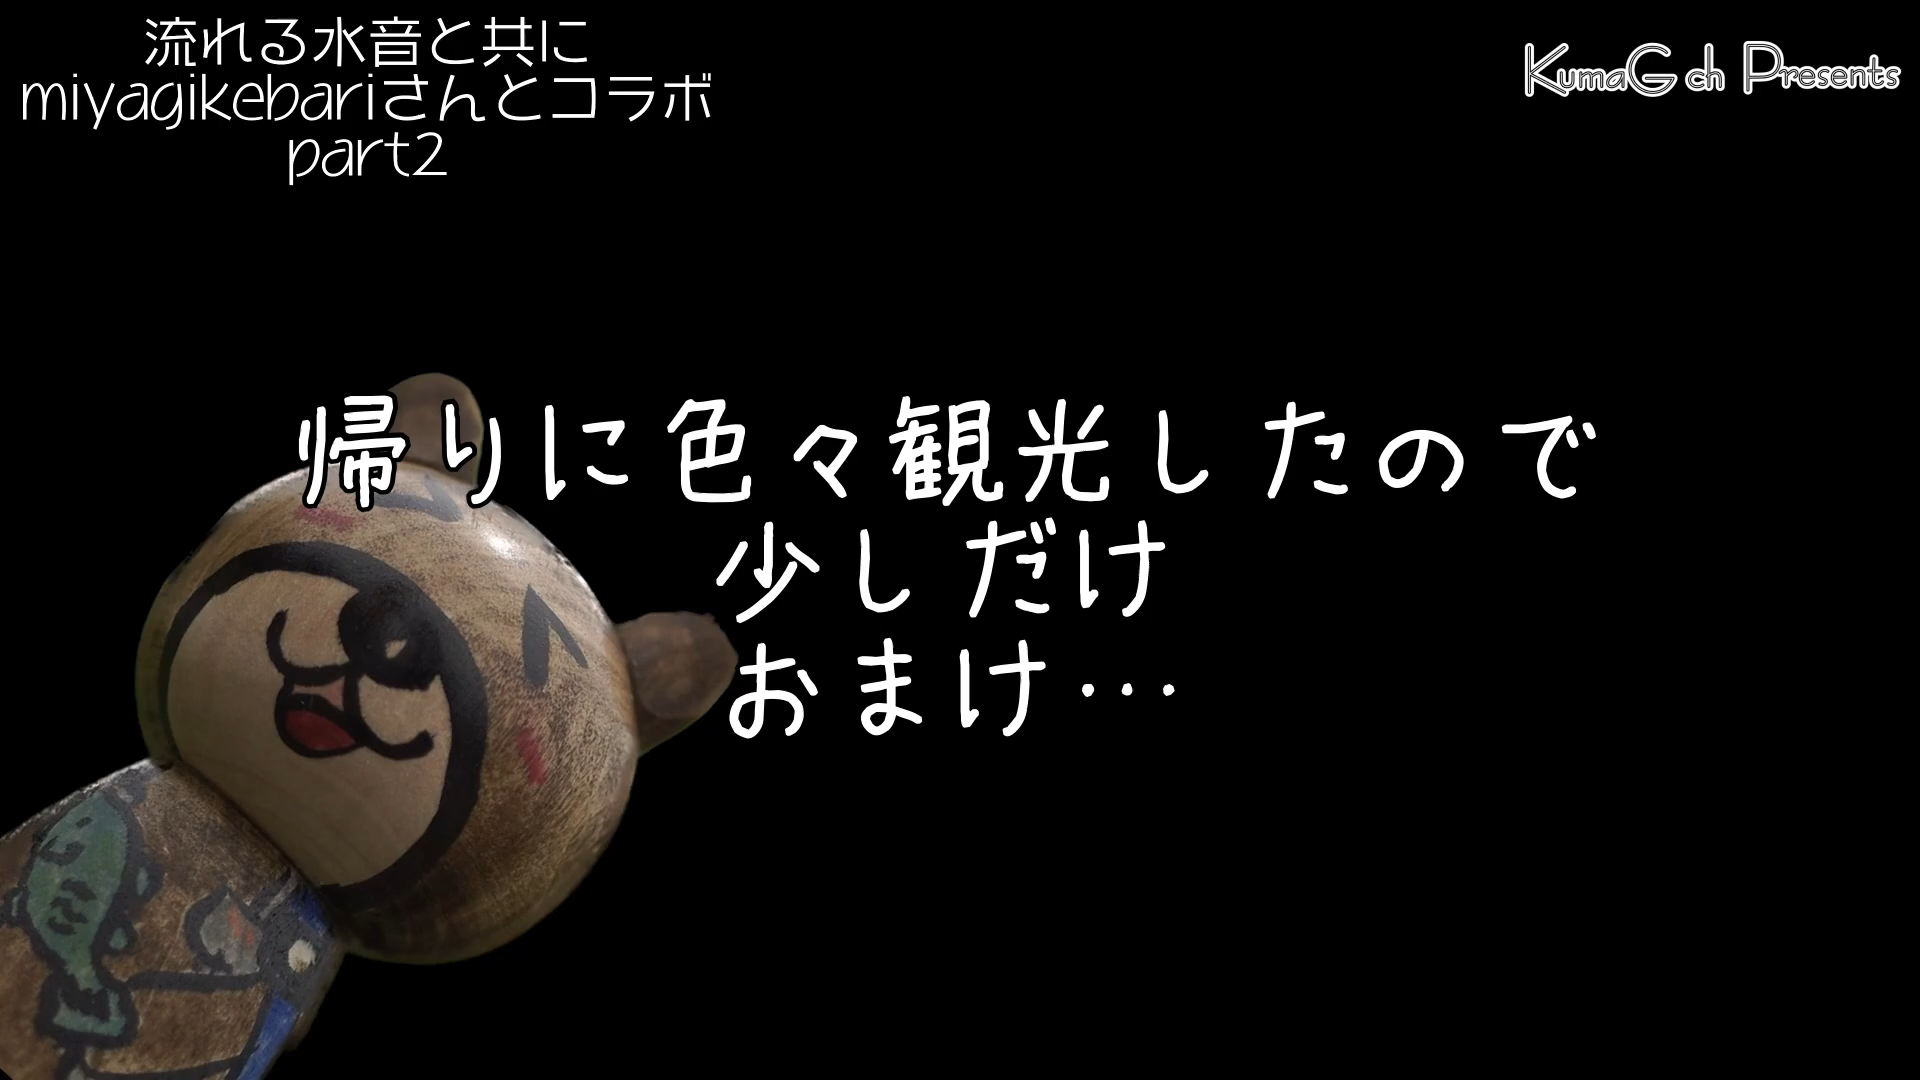 流れる水音と共に
miyagikebariさんとコラボ
part2
KumaG ch Presents
帰りに色々観光したので
少しだけ
おまけ…